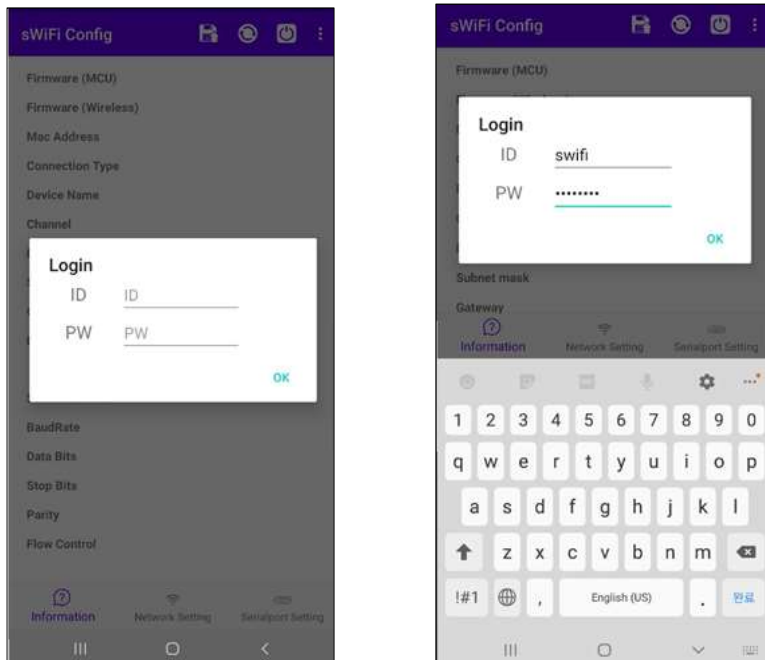 sWiFi Config
Firmware (MCU)
Firmware (Wireless)
Mac Address
Connection Type
Device Name
Channel
Login
ID ID
PW PW
OK
BaudRate
Data Bits
Stop Bits
Parity
Flow Control
Information Network Setting Serialport Setting
sWiFi Config
Firmware (MCU)
Login
ID swifi
PW ••••••••
OK
Subnet mask
Gateway
Information Network Setting Serialport Setting
1 2 3 4 5 6 7 8 9 0
q w e r t y u i o p
a s d f g h j k l
z x c v b n m
!#1 , English (US) . 완료